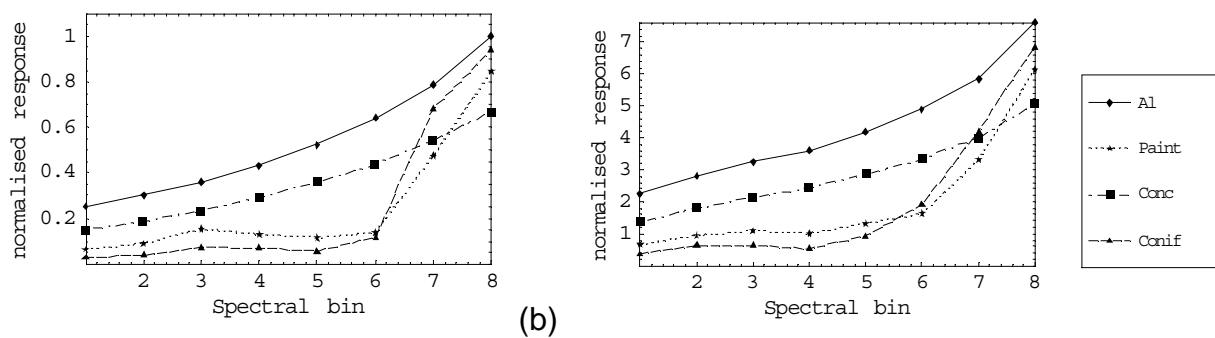 normalised response
1
0.8
0.6
0.4
0.2
2 3 4 5 6 7 8
Spectral bin
(b)
normalised response
7
6
5
4
3
2
1
2 3 4 5 6 7 8
Spectral bin
Al
Paint
Conc
Conif